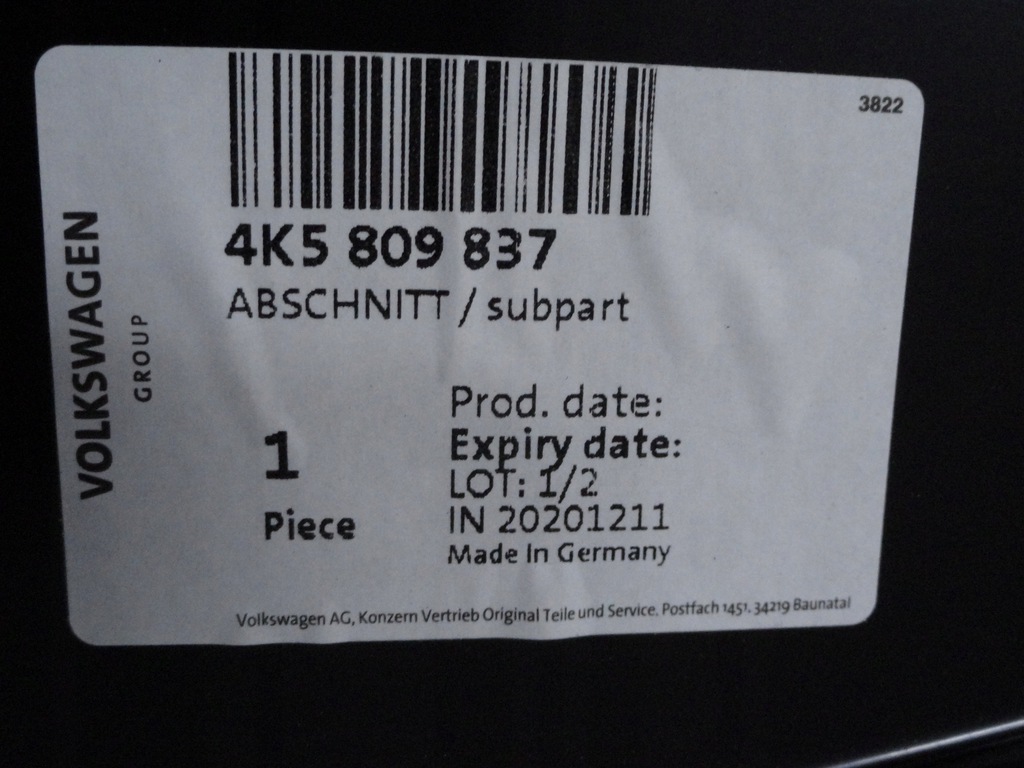 3822
4K5 809 837
ABSCHNITT / subpart
VOLKSWAGEN
GROUP
1
Piece
Prod. date:
Expiry date:
LOT: 1/2
IN 20201211
Made In Germany
Volkswagen AG, Konzern Vertrieb Original Teile und Service. Postfach 1451. 34219 Baunatal